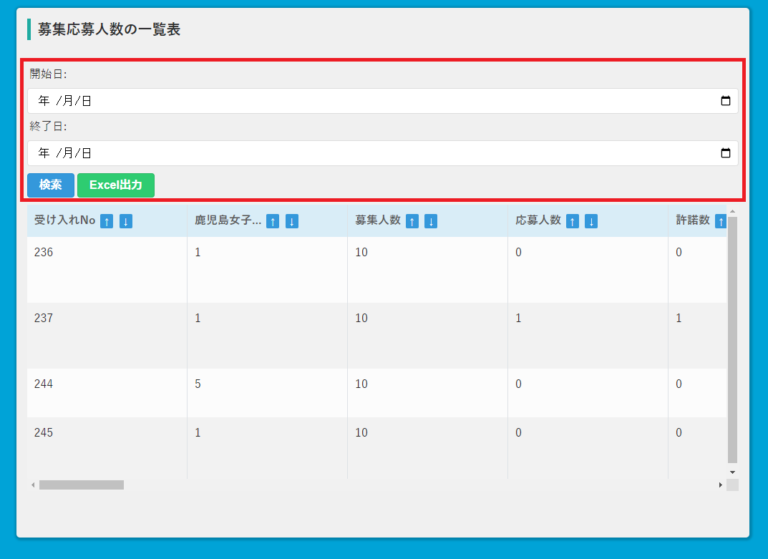 募集応募人数の一覧表
開始日:
年 /月/日
終了日:
年 /月/日
検索 Excel出力
受け入れNo ↑ ↓ 鹿児島女子... ↑ ↓ 募集人数 ↑ ↓ 応募人数 ↑ ↓ 許諾数 ↑
236 1 10 0 0
237 1 10 1 1
244 5 10 0 0
245 1 10 0 0